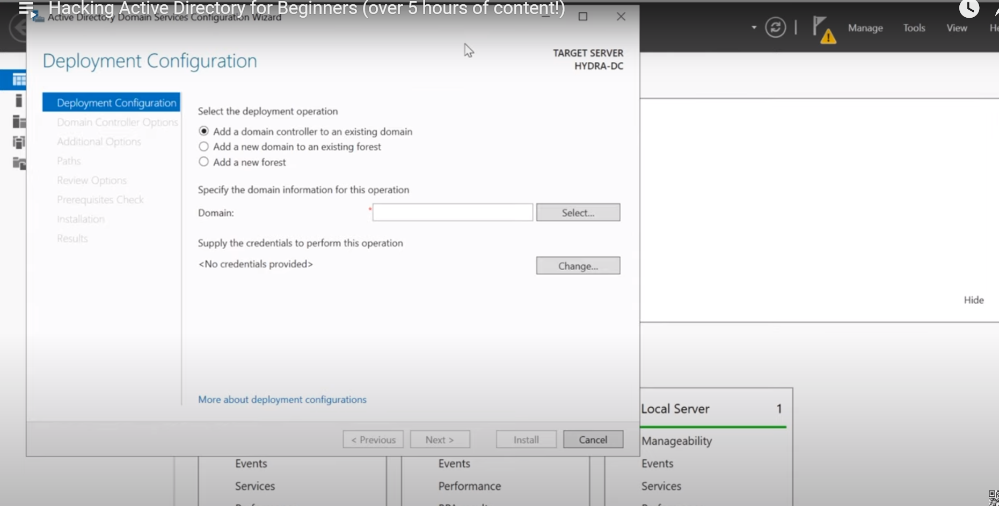 Hacking Active Directory for Beginners (over 5 hours of content!)
Active Directory Domain Services Configuration Wizard
Manage Tools View
Deployment Configuration
TARGET SERVER
HYDRA-DC
Deployment Configuration
Domain Controller Options
Additional Options
Paths
Review Options
Prerequisites Check
Installation
Results
Select the deployment operation
Add a domain controller to an existing domain
Add a new domain to an existing forest
Add a new forest
Specify the domain information for this operation
Domain: * Select...
Supply the credentials to perform this operation
<No credentials provided> Change...
More about deployment configurations
< Previous Next > Install Cancel
Hide
Local Server 1
Manageability
Events Events Events
Services Performance Services